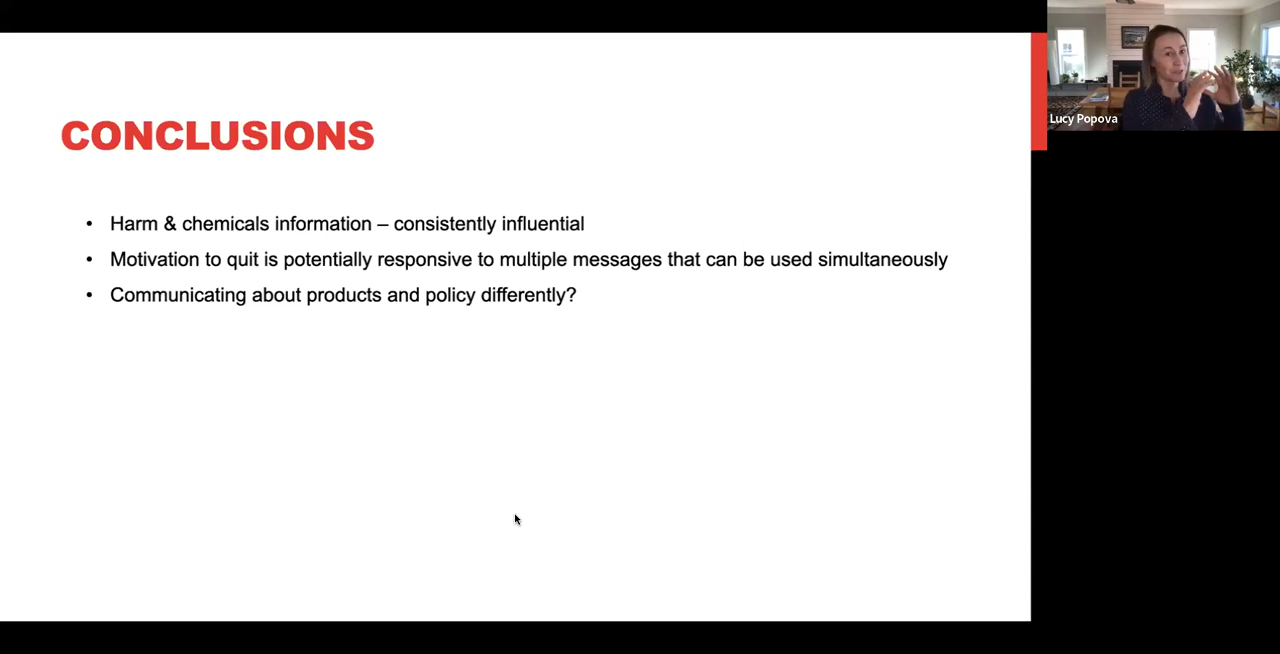 CONCLUSIONS
• Harm & chemicals information – consistently influential
• Motivation to quit is potentially responsive to multiple messages that can be used simultaneously
• Communicating about products and policy differently?
Lucy Popova